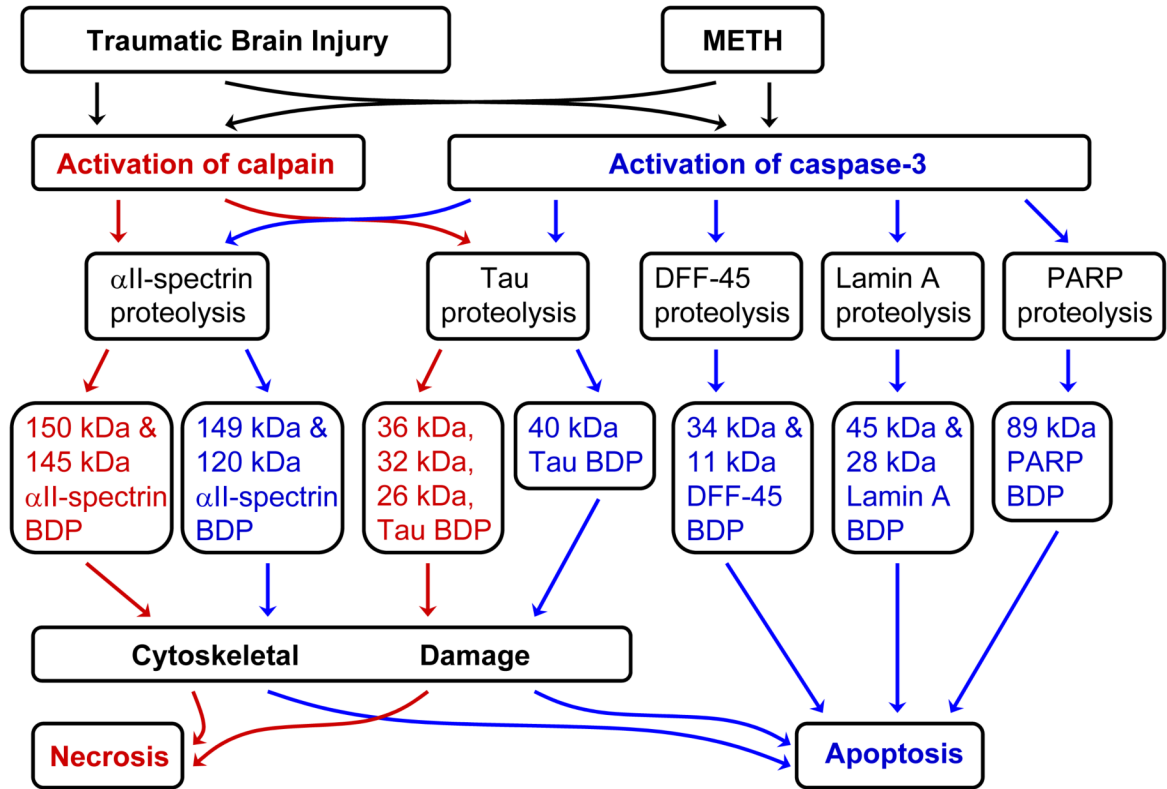 Traumatic Brain Injury
METH
Activation of calpain
Activation of caspase-3
αII-spectrin
proteolysis
Tau
proteolysis
DFF-45
proteolysis
Lamin A
proteolysis
PARP
proteolysis
150 kDa &
145 kDa
αII-spectrin
BDP
149 kDa &
120 kDa
αII-spectrin
BDP
36 kDa,
32 kDa,
26 kDa,
Tau BDP
40 kDa
Tau BDP
34 kDa &
11 kDa
DFF-45
BDP
45 kDa &
28 kDa
Lamin A
BDP
89 kDa
PARP
BDP
Cytoskeletal Damage
Necrosis
Apoptosis